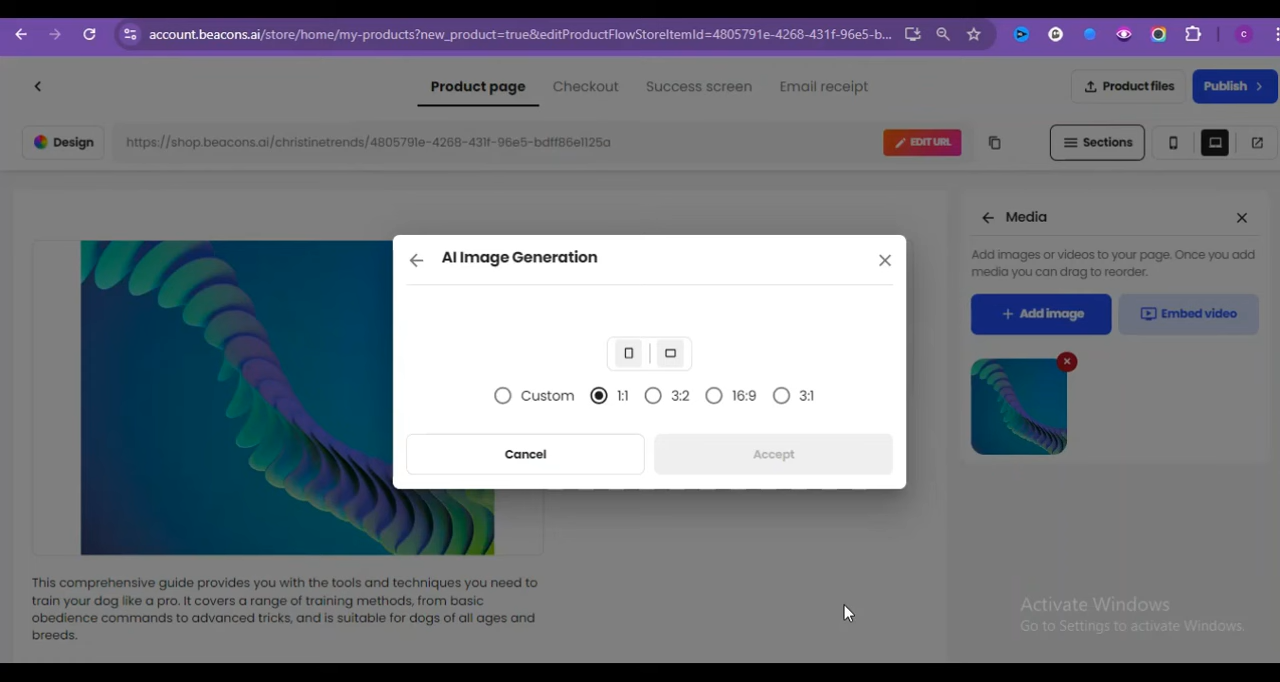 account.beacons.ai/store/home/my-products?new_product=true&editProductFlowStoreItemId=4805791e-4268-431f-96e5-b...
C
Product page
Checkout
Success screen
Email receipt
Product files
Publish
Design
https://shop.beacons.ai/christinetrends/4805791e-4268-431f-96e5-bdff86e1125a
EDIT URL
Sections
Media
Add images or videos to your page. Once you add
media you can drag to reorder.
+ Add image
Embed video
AI Image Generation
Custom
1:1
3:2
16:9
3:1
Cancel
Accept
This comprehensive guide provides you with the tools and techniques you need to
train your dog like a pro. It covers a range of training methods, from basic
obedience commands to advanced tricks, and is suitable for dogs of all ages and
breeds.
Activate Windows
Go to Settings to activate Windows.